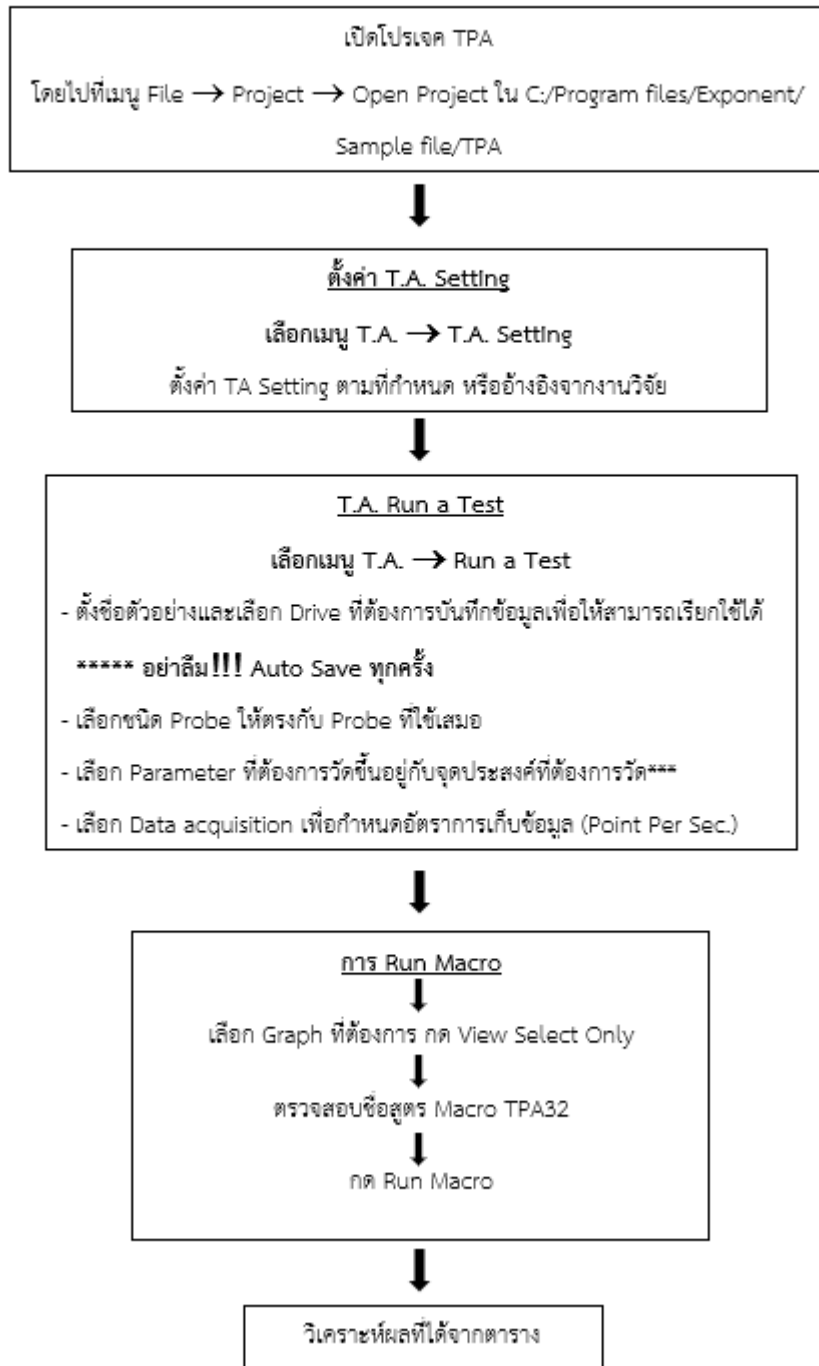 เปิดโปรเจค TPA
โดยไปที่เมนู File → Project → Open Project ใน C:/Program files/Exponent/
Sample file/TPA
ตั้งค่า T.A. Setting
เลือกเมนู T.A. → T.A. Setting
ตั้งค่า TA Setting ตามที่กำหนด หรืออ้างอิงจากงานวิจัย
T.A. Run a Test
เลือกเมนู T.A. → Run a Test
- ตั้งชื่อตัวอย่างและเลือก Drive ที่ต้องการบันทึกข้อมูลเพื่อให้สามารถเรียกใช้ได้
***** อย่าลืม!!! Auto Save ทุกครั้ง
- เลือกชนิด Probe ให้ตรงกับ Probe ที่ใช้เสมอ
- เลือก Parameter ที่ต้องการวัดขึ้นอยู่กับจุดประสงค์ที่ต้องการวัด***
- เลือก Data acquisition เพื่อกำหนดอัตราการเก็บข้อมูล (Point Per Sec.)
การ Run Macro
เลือก Graph ที่ต้องการ กด View Select Only
ตรวจสอบชื่อสูตร Macro TPA32
กด Run Macro
วิเคราะห์ผลที่ได้จากตาราง